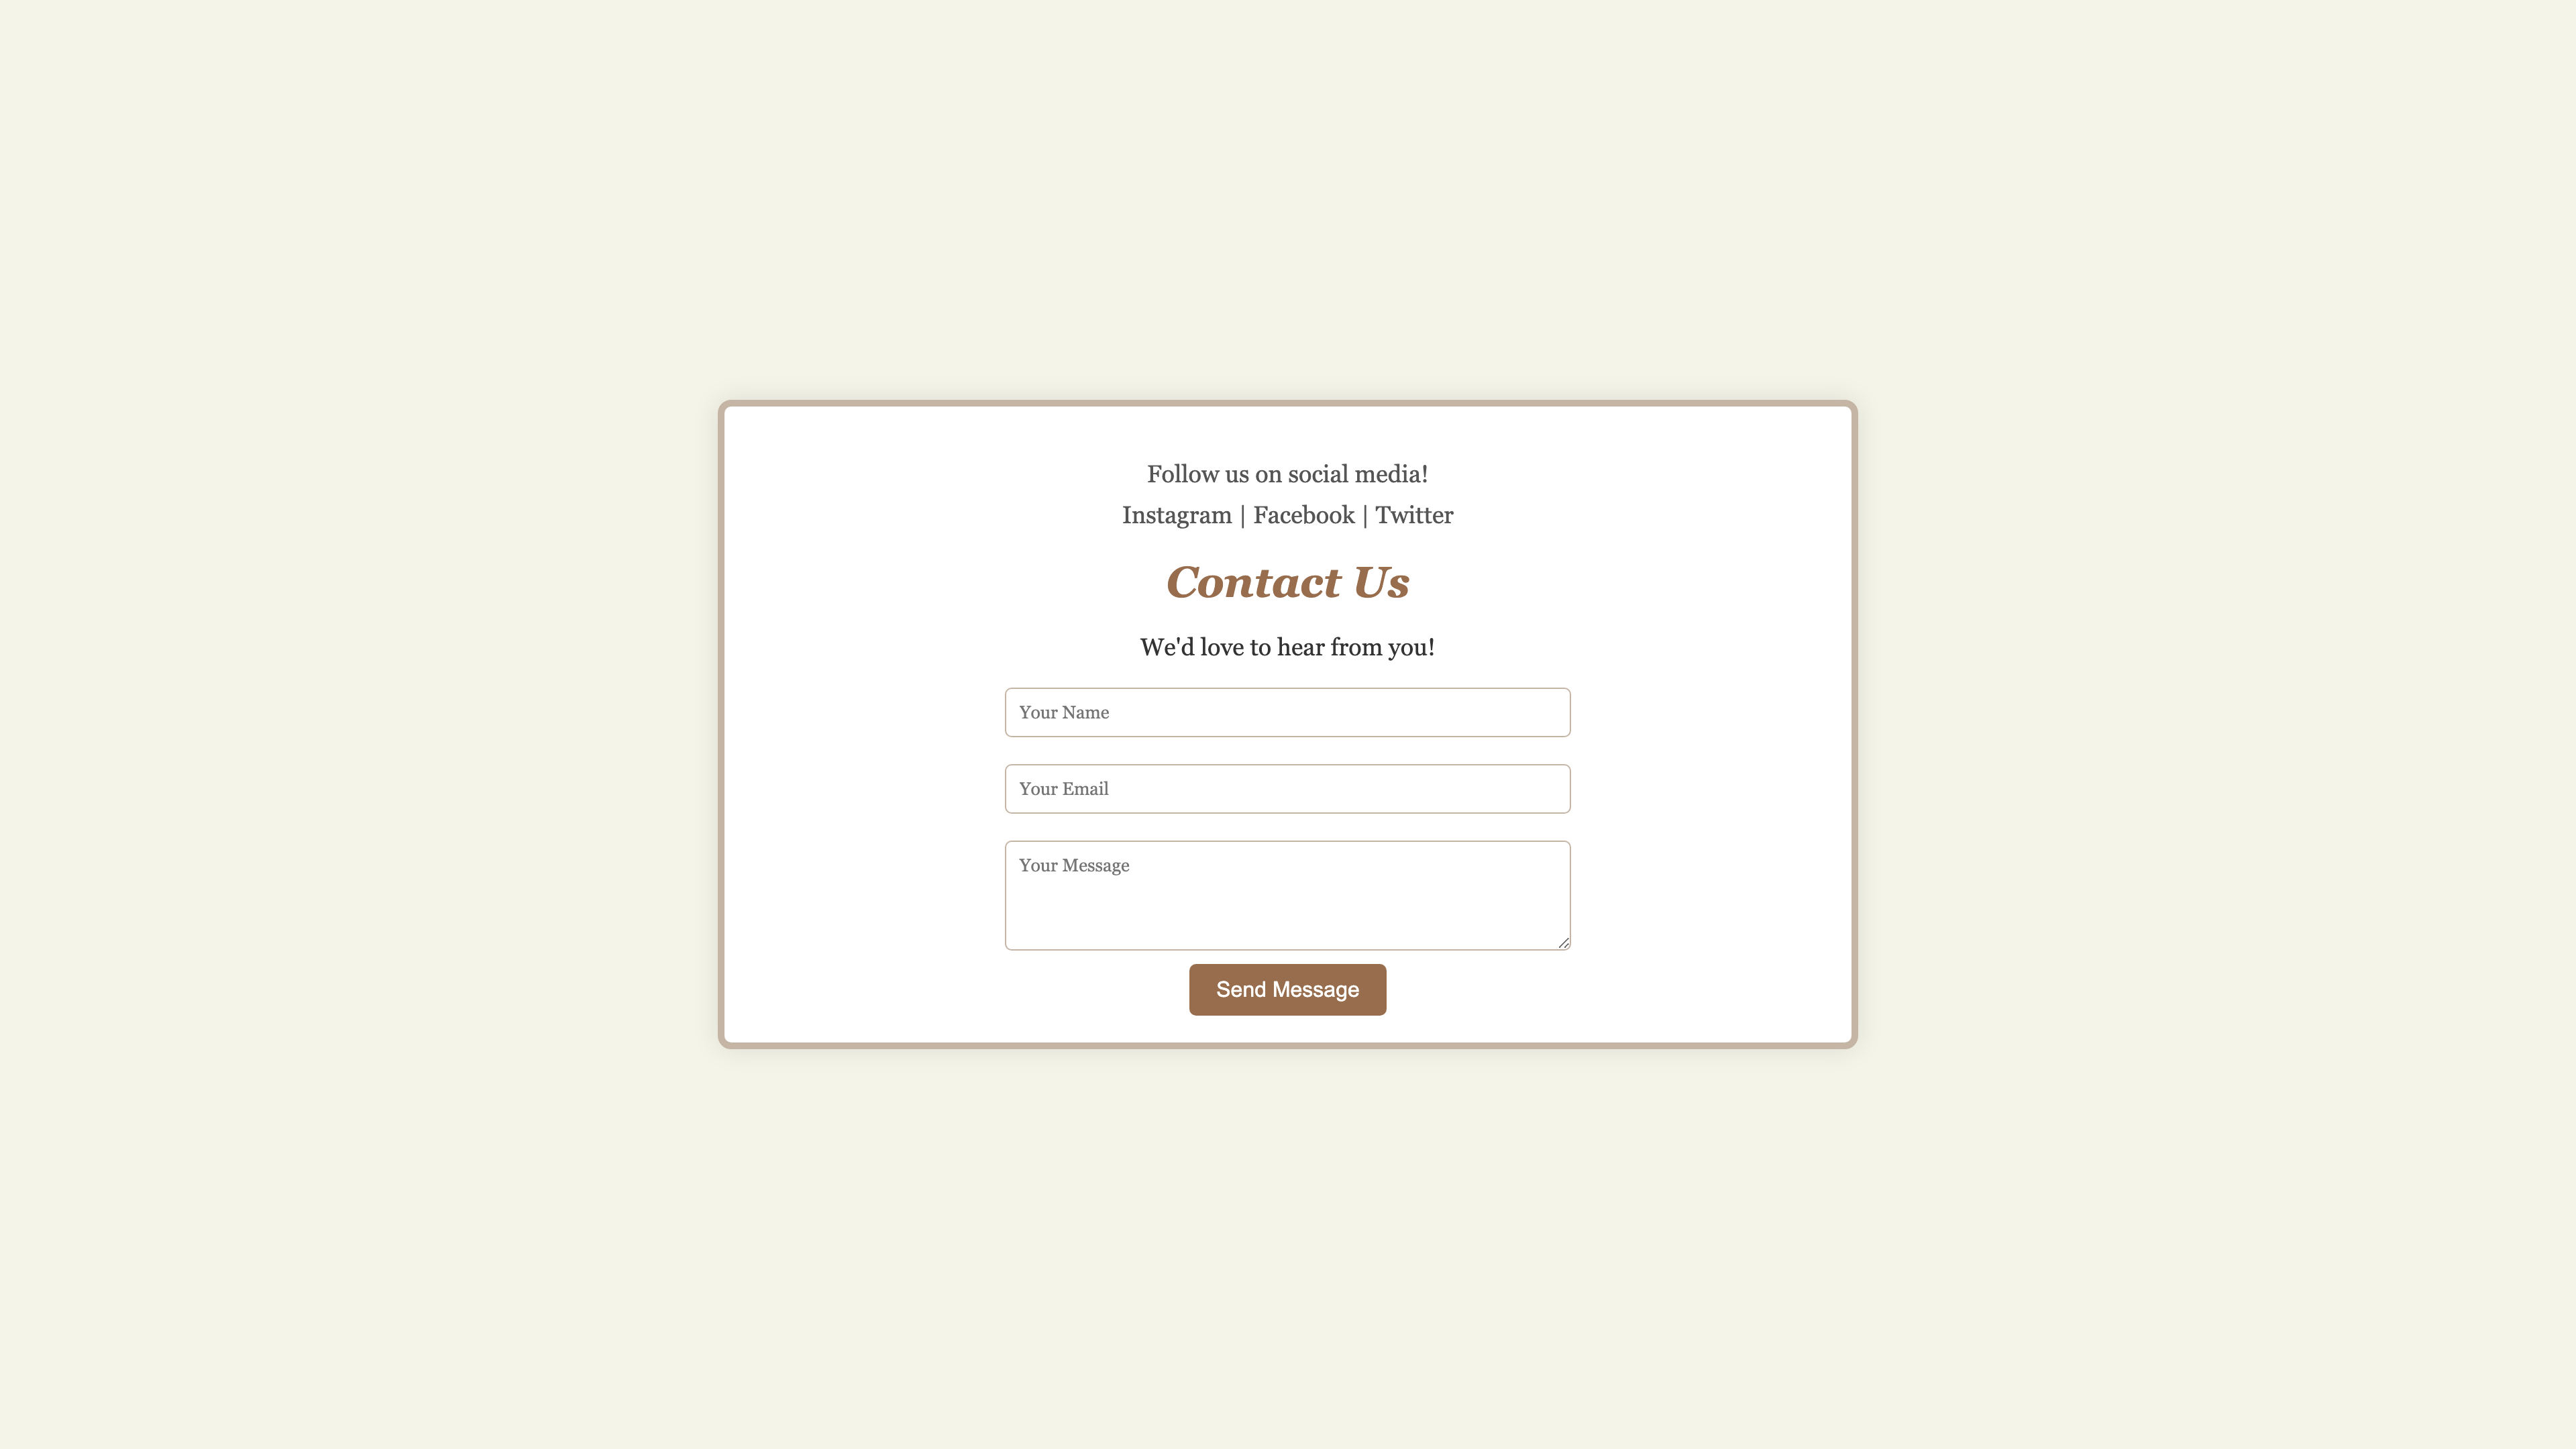 Follow us on social media!
Instagram | Facebook | Twitter
Contact Us
We'd love to hear from you!
Your Name
Your Email
Your Message
Send Message